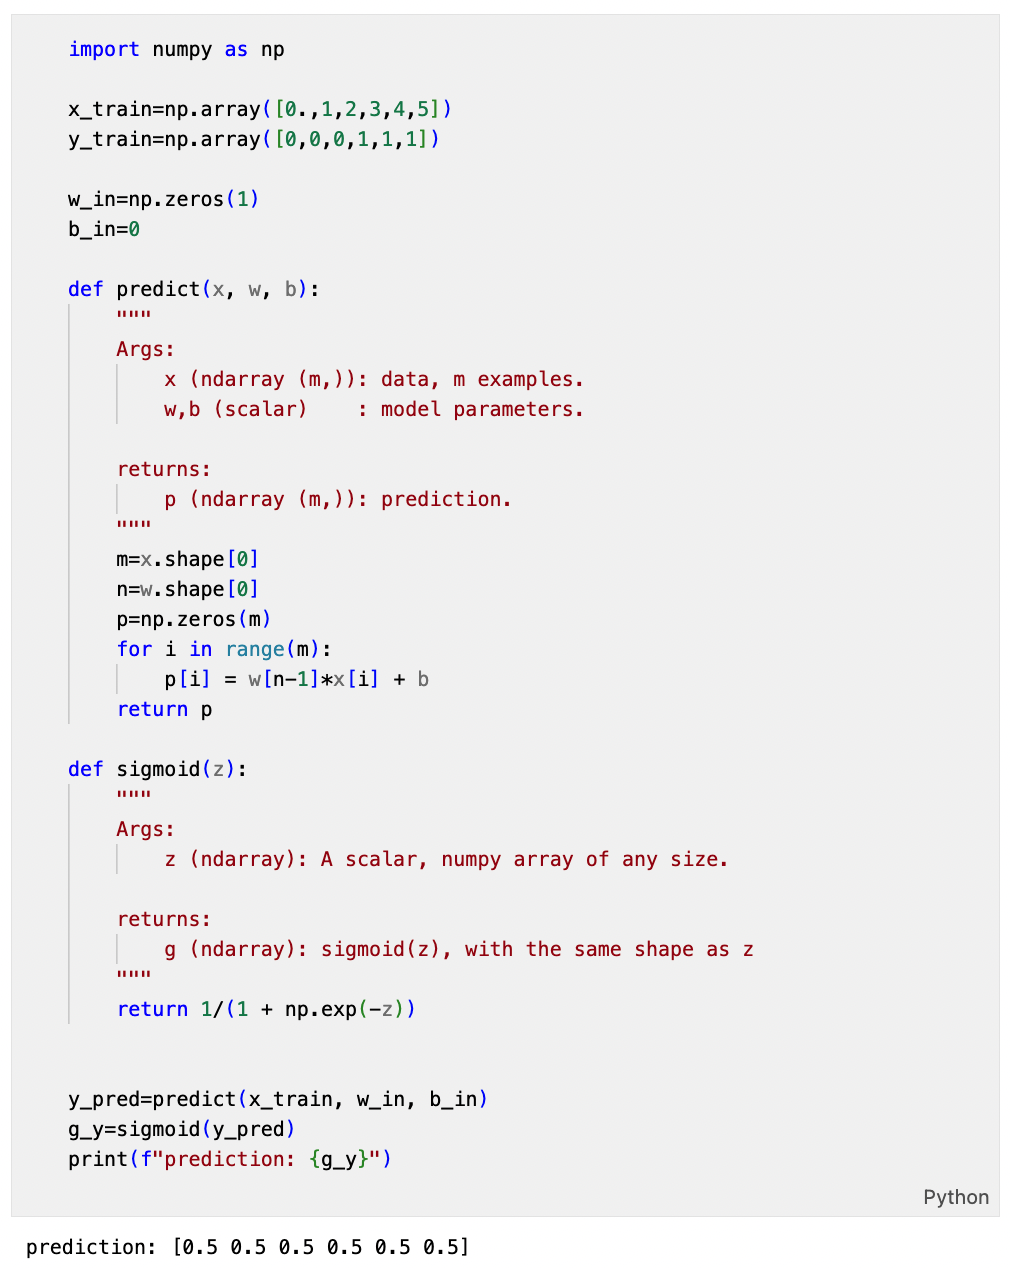 import numpy as np
x_train=np.array([0.,1,2,3,4,5])
y_train=np.array([0,0,0,1,1,1])
w_in=np.zeros(1)
b_in=0
def predict(x, w, b):
    """
    Args:
        x (ndarray (m,)): data, m examples.
        w,b (scalar)    : model parameters.
    returns:
        p (ndarray (m,)): prediction.
    """
    m=x.shape[0]
    n=w.shape[0]
    p=np.zeros(m)
    for i in range(m):
        p[i] = w[n-1]*x[i] + b
    return p
def sigmoid(z):
    """
    Args:
        z (ndarray): A scalar, numpy array of any size.
    returns:
        g (ndarray): sigmoid(z), with the same shape as z
    """
    return 1/(1 + np.exp(-z))
y_pred=predict(x_train, w_in, b_in)
g_y=sigmoid(y_pred)
print(f"prediction: {g_y}")
Python
prediction: [0.5 0.5 0.5 0.5 0.5 0.5]